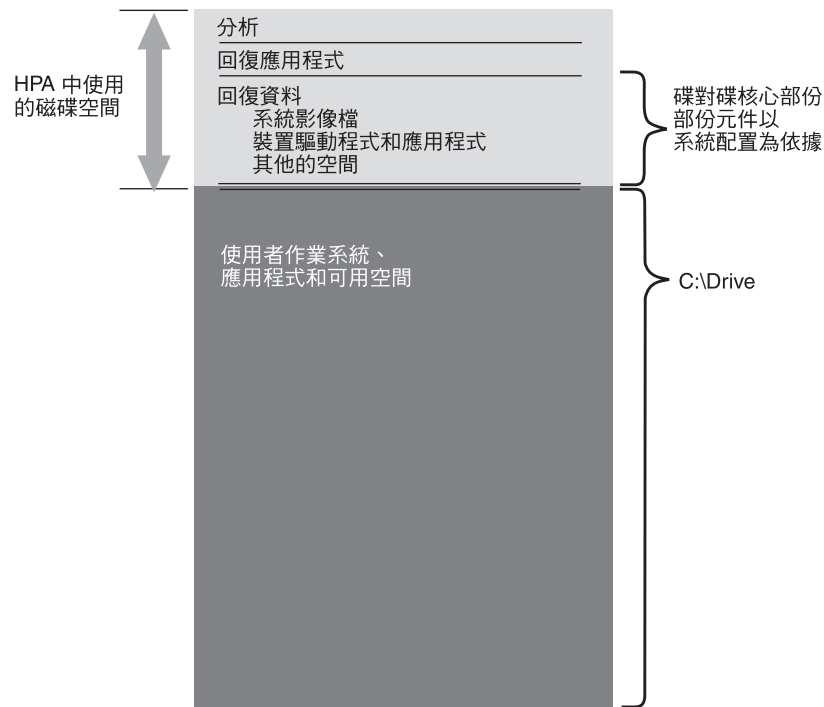 分析
回復應用程式
回復資料
系統影像檔
裝置驅動程式和應用程式
其他的空間
HPA 中使用
的磁碟空間
碟對碟核心部份
部份元件以
系統配置為依據
使用者作業系統、
應用程式和可用空間
C:\Drive